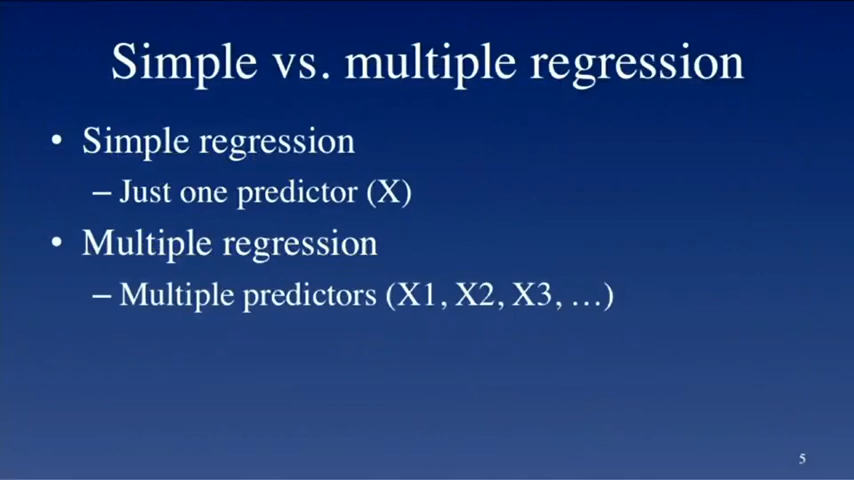 Simple vs. multiple regression
• Simple regression
– Just one predictor (X)
• Multiple regression
– Multiple predictors (X1, X2, X3, …)
5